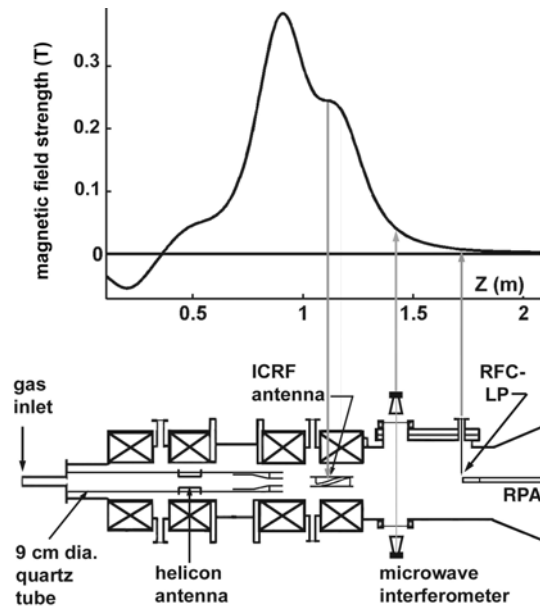 magnetic field strength (T)
0.3
0.2
0.1
0
0.5
1
1.5
2
Z (m)
gas
inlet
ICRF
antenna
RFC-
LP
RPA
9 cm dia.
quartz
tube
helicon
antenna
microwave
interferometer